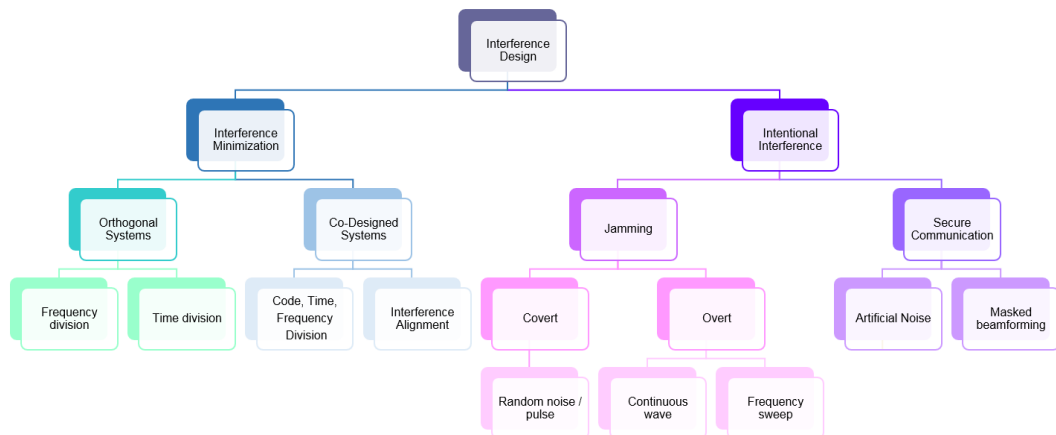 Interference
Design
Interference
Minimization
Intentional
Interference
Orthogonal
Systems
Co-Designed
Systems
Jamming
Secure
Communication
Frequency
division
Time division
Code, Time,
Frequency
Division
Interference
Alignment
Covert
Overt
Artificial Noise
Masked
beamforming
Random noise /
pulse
Continuous
wave
Frequency
sweep